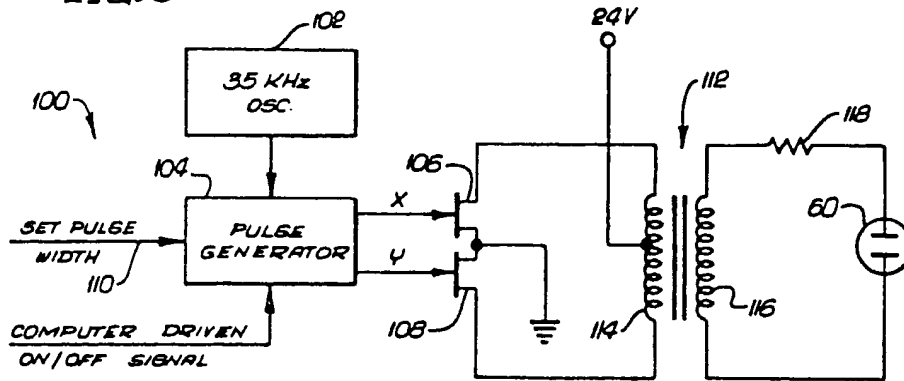 102
24V
35 KHz
OSC.
112
100
118
104
106
X
60
SET PULSE
WIDTH
PULSE
GENERATOR
110
Y
114
116
108
COMPUTER DRIVEN
ON/OFF SIGNAL